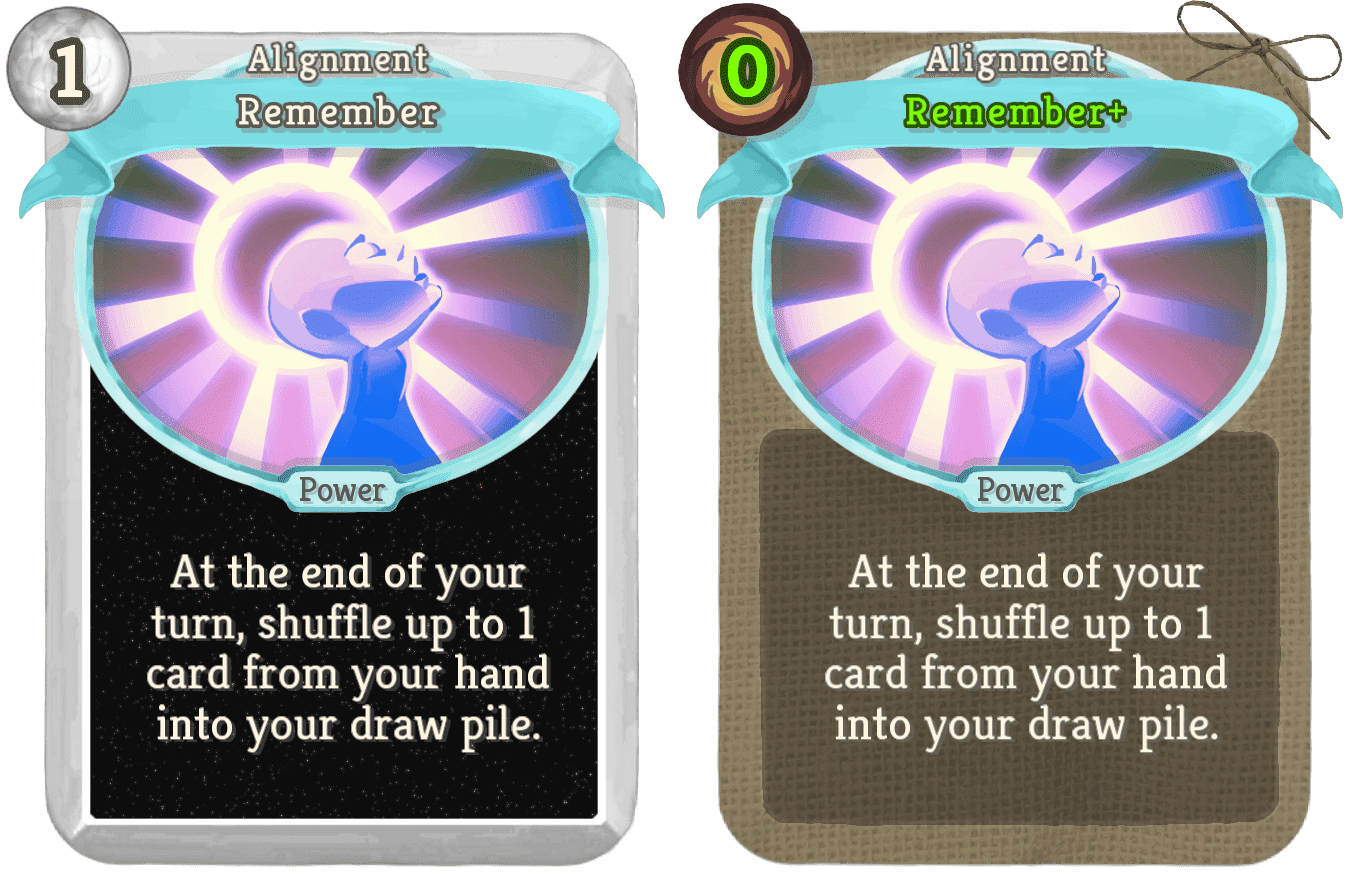 1
Alignment
Remember
Power
At the end of your
turn, shuffle up to 1
card from your hand
into your draw pile.
0
Alignment
Remember+
Power
At the end of your
turn, shuffle up to 1
card from your hand
into your draw pile.